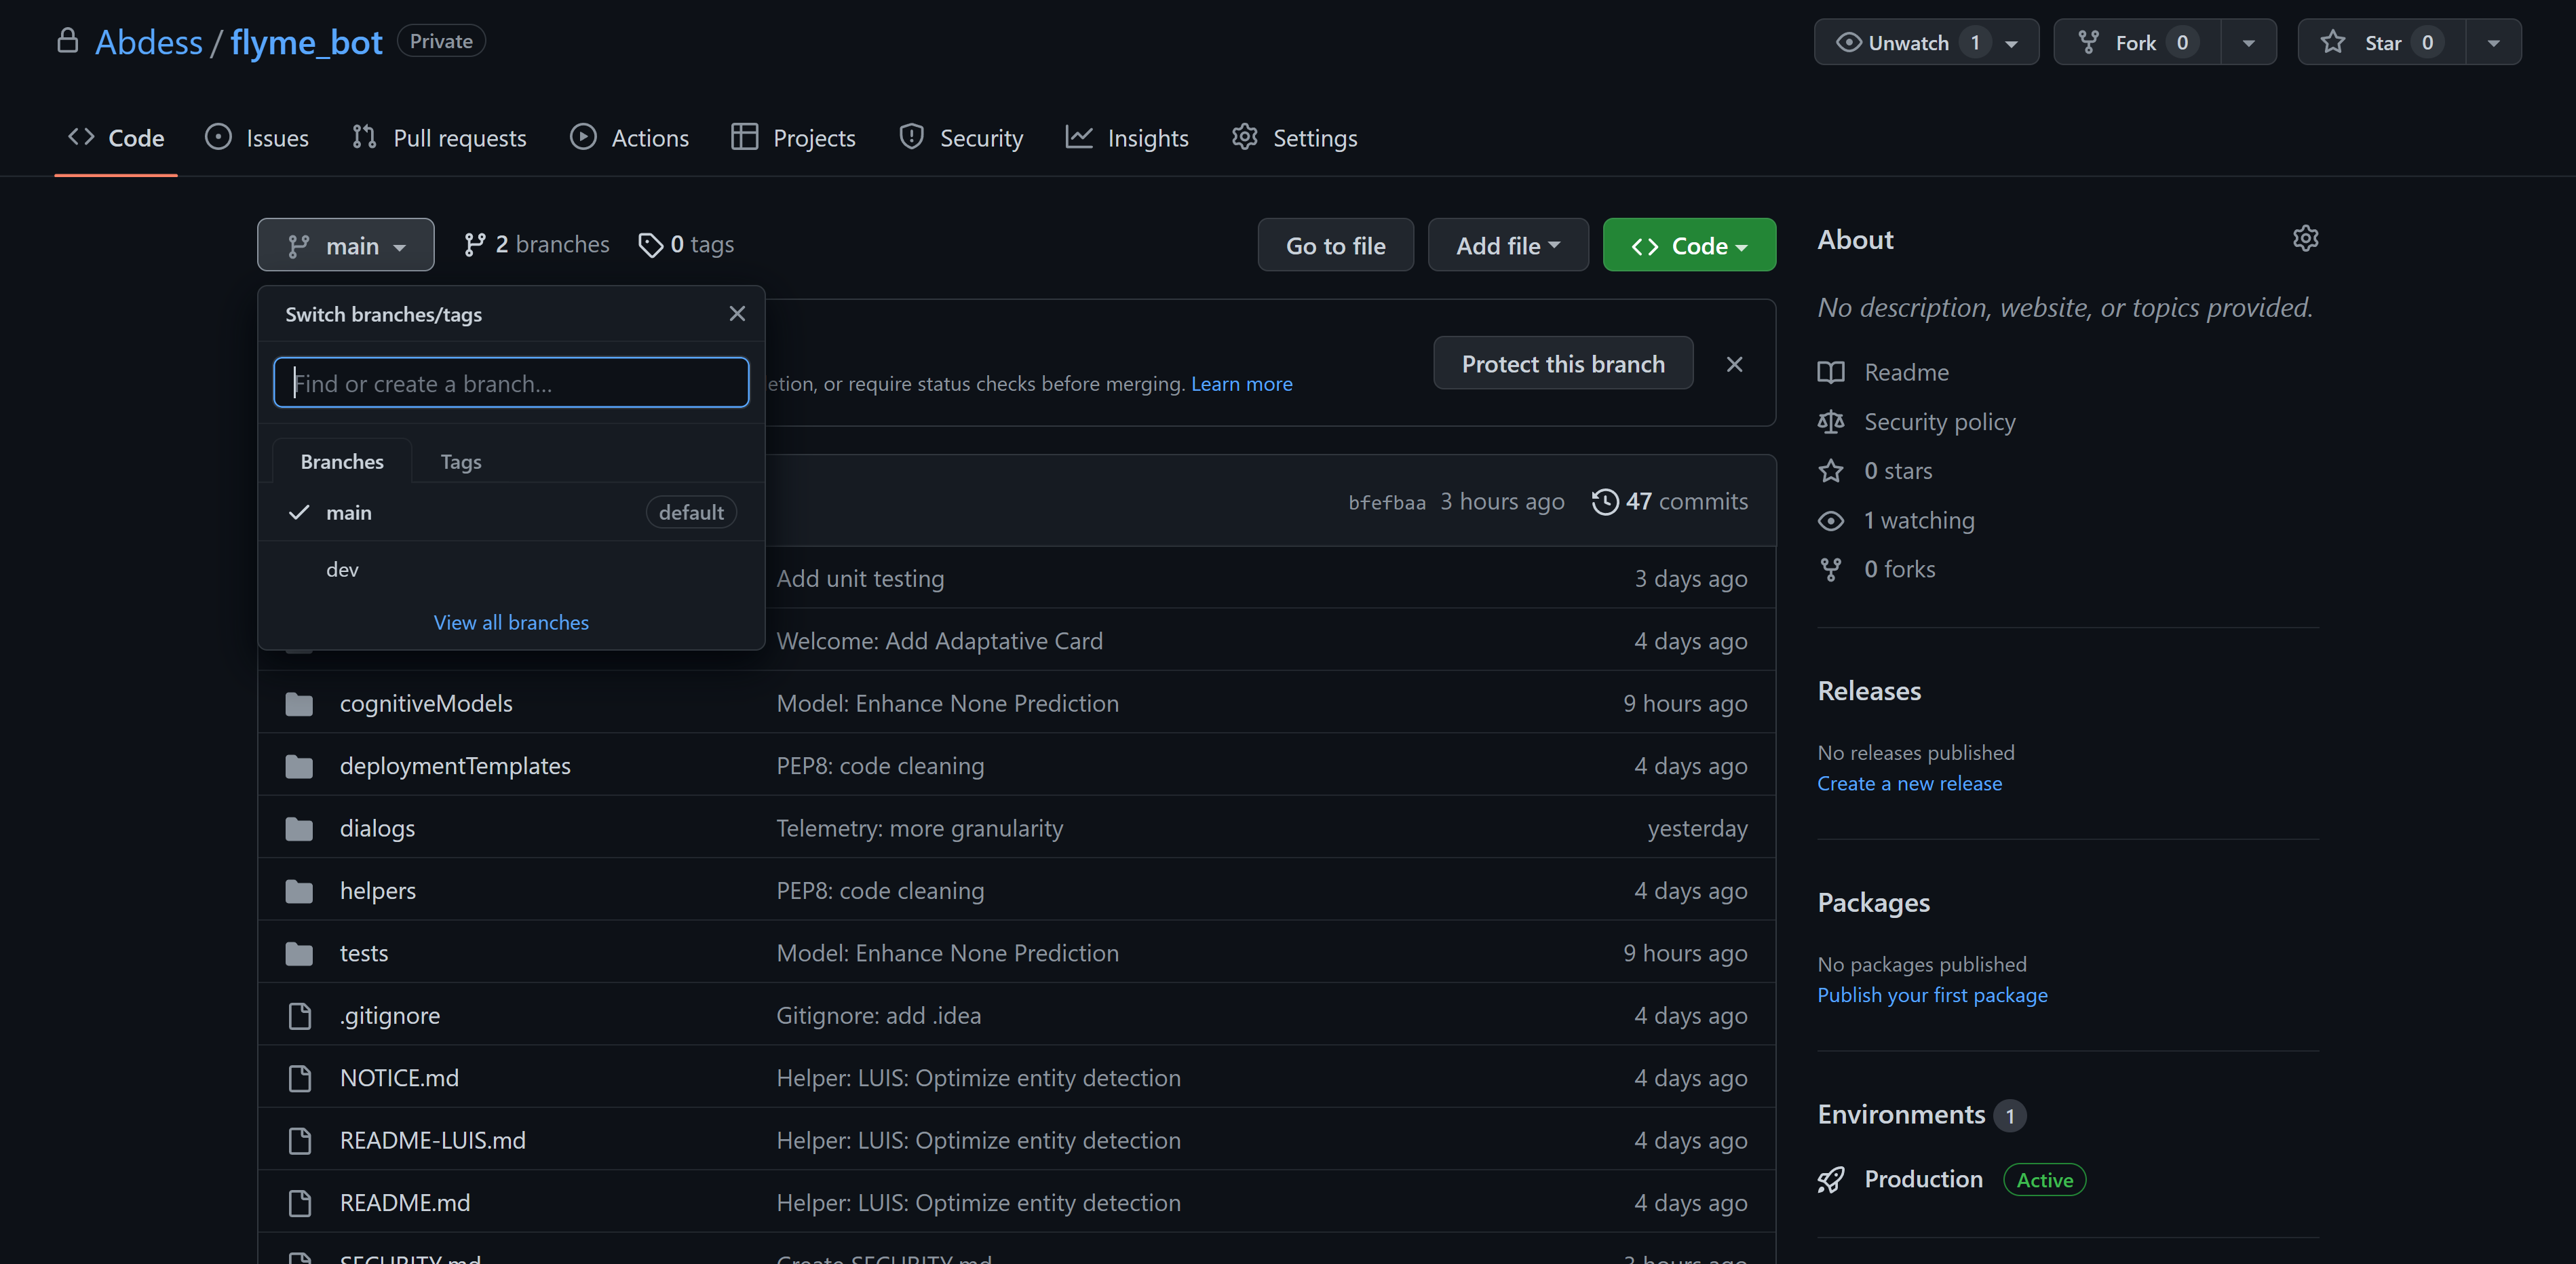 Abdess / flyme_bot Private
Unwatch 1
Fork 0
Star 0
Code
Issues
Pull requests
Actions
Projects
Security
Insights
Settings
main
2 branches
0 tags
Go to file
Add file
Code
Switch branches/tags
Find or create a branch...
Branches
Tags
main default
dev
View all branches
etion, or require status checks before merging. Learn more
Protect this branch
bfefbaa 3 hours ago 47 commits
Add unit testing 3 days ago
Welcome: Add Adaptative Card 4 days ago
cognitiveModels Model: Enhance None Prediction 9 hours ago
deploymentTemplates PEP8: code cleaning 4 days ago
dialogs Telemetry: more granularity yesterday
helpers PEP8: code cleaning 4 days ago
tests Model: Enhance None Prediction 9 hours ago
.gitignore Gitignore: add .idea 4 days ago
NOTICE.md Helper: LUIS: Optimize entity detection 4 days ago
README-LUIS.md Helper: LUIS: Optimize entity detection 4 days ago
README.md Helper: LUIS: Optimize entity detection 4 days ago
SECURITY.md Create SECURITY.md 3 hours ago
About
No description, website, or topics provided.
Readme
Security policy
0 stars
1 watching
0 forks
Releases
No releases published
Create a new release
Packages
No packages published
Publish your first package
Environments 1
Production Active